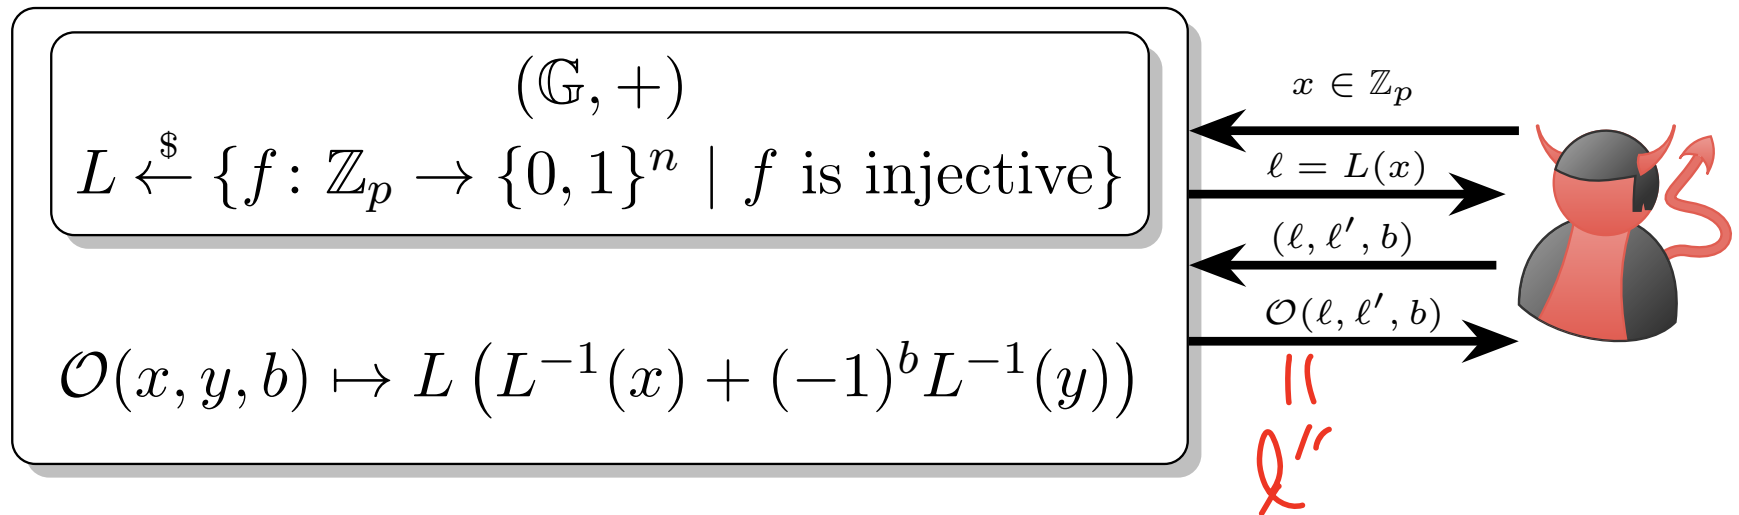 (𝔾, +)
L ←$ {f : ℤ_p → {0, 1}^n | f is injective}
𝒪(x, y, b) ↦ L (L^{−1}(x) + (−1)^b L^{−1}(y))
x ∈ ℤ_p
ℓ = L(x)
(ℓ, ℓ′, b)
𝒪(ℓ, ℓ′, b)
=
ℓ″